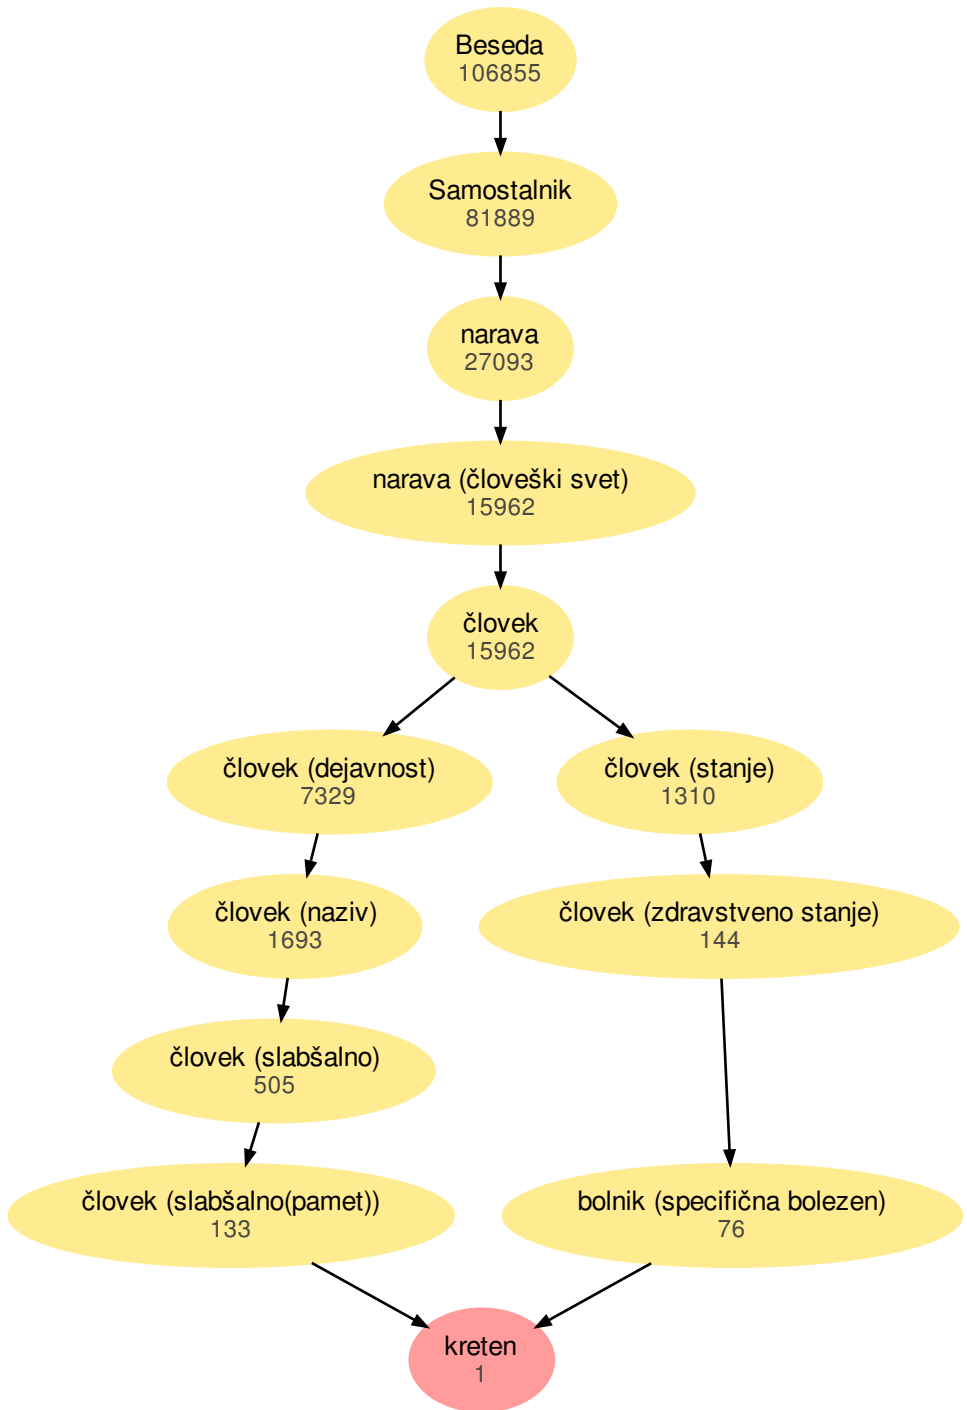 Beseda
106855
Samostalnik
81889
narava
27093
narava (človeški svet)
15962
človek
15962
človek (dejavnost)
7329
človek (stanje)
1310
človek (naziv)
1693
človek (zdravstveno stanje)
144
človek (slabšalno)
505
človek (slabšalno(pamet))
133
bolnik (specifična bolezen)
76
kreten
1